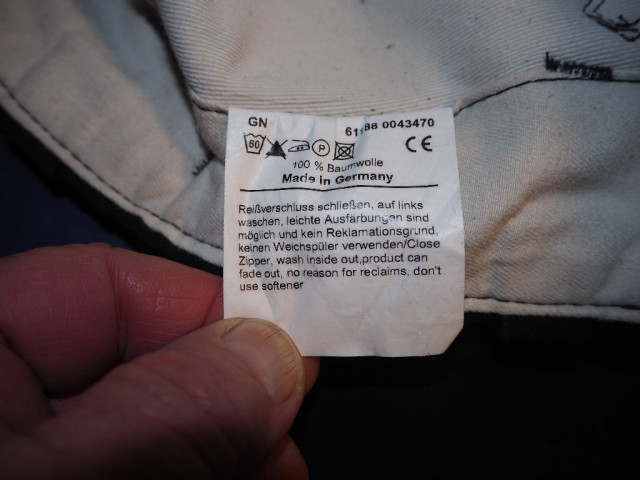 GN
61188 0043470
60 P CE
100 % Baumwolle
Made in Germany
Reißverschluss schließen, auf links
waschen, leichte Ausfärbungen sind
möglich und kein Reklamationsgrund,
keinen Weichspüler verwenden/Close
Zipper, wash inside out,product can
fade out, no reason for reclaims, don't
use softener